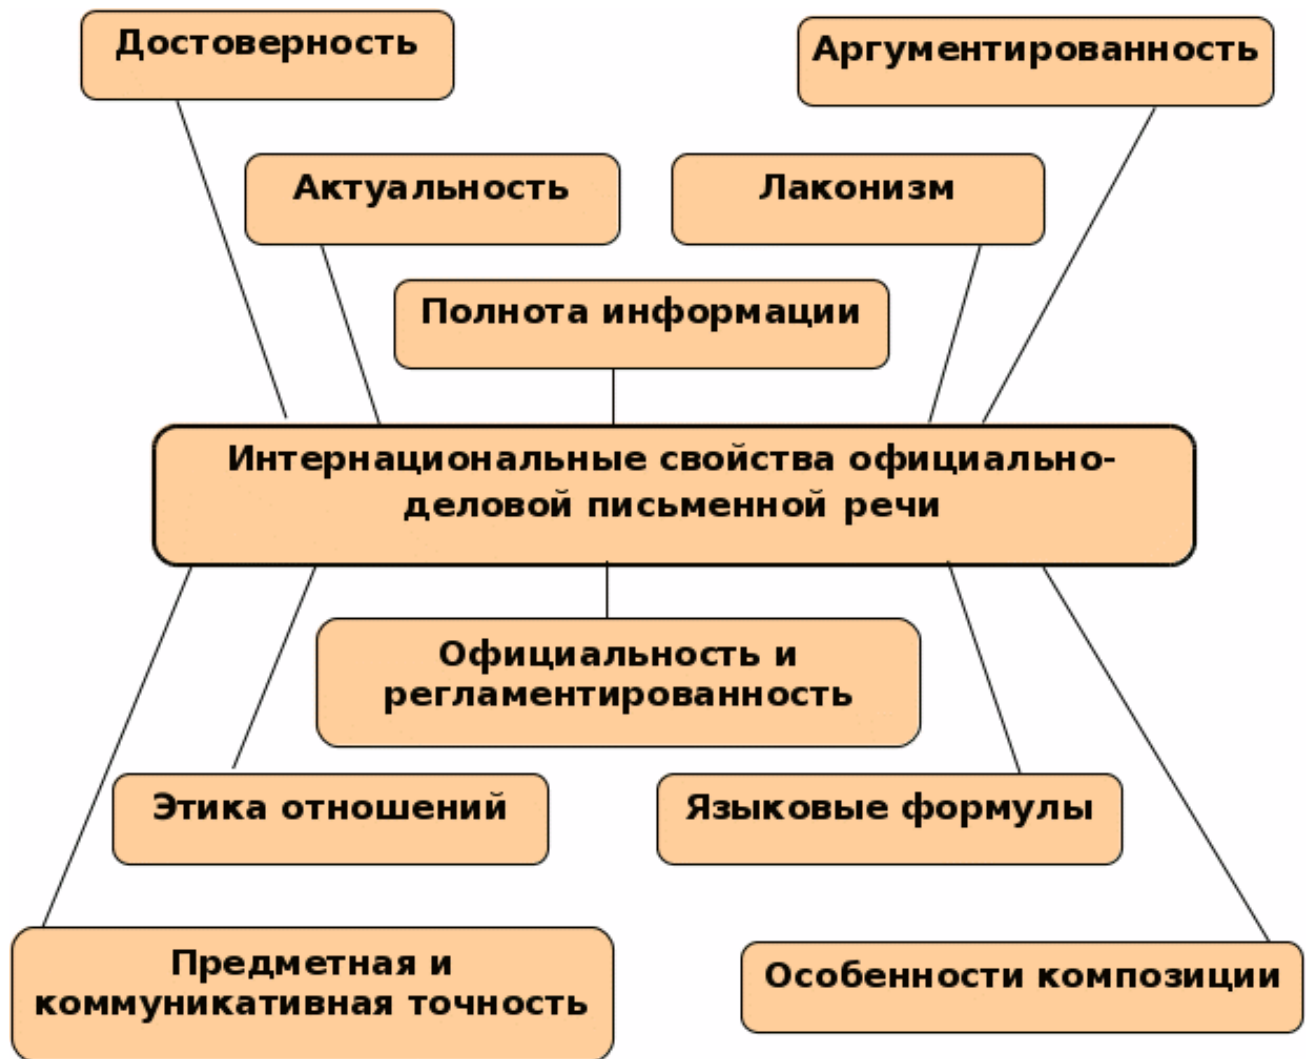 Достоверность
Аргументированность
Актуальность
Лаконизм
Полнота информации
Интернациональные свойства официально-
деловой письменной речи
Официальность и
регламентированность
Этика отношений
Языковые формулы
Предметная и
коммуникативная точность
Особенности композиции